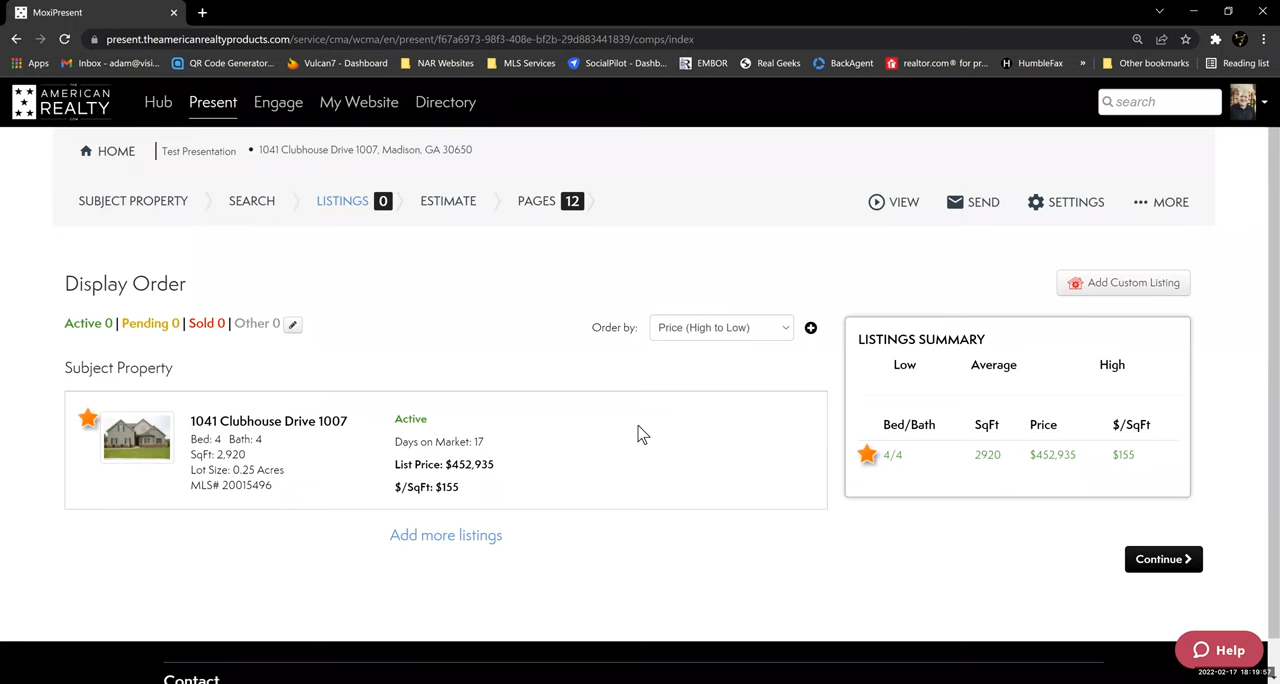 MoxiPresent
present.theamericanrealtyproducts.com/service/cma/wcma/en/present/f67a6973-98f3-408e-bf2b-29d883441839/comps/index
Apps Inbox - adam@visi... QR Code Generator... Vulcan7 - Dashboard NAR Websites MLS Services SocialPilot - Dashb... EMBOR Real Geeks BackAgent realtor.com® for pr... HumbleFax » Other bookmarks Reading list
THE
AMERICAN
REALTY
.COM
Hub Present Engage My Website Directory search
HOME Test Presentation • 1041 Clubhouse Drive 1007, Madison, GA 30650
SUBJECT PROPERTY SEARCH LISTINGS 0 ESTIMATE PAGES 12 VIEW SEND SETTINGS ••• MORE
Display Order
Add Custom Listing
Active 0 | Pending 0 | Sold 0 | Other 0
Order by: Price (High to Low)
Subject Property
1041 Clubhouse Drive 1007
Bed: 4 Bath: 4
SqFt: 2,920
Lot Size: 0.25 Acres
MLS# 20015496
Active
Days on Market: 17
List Price: $452,935
$/SqFt: $155
Add more listings
LISTINGS SUMMARY
Low Average High
Bed/Bath SqFt Price $/SqFt
4/4 2920 $452,935 $155
Continue
Help
2022-02-17 18:19:57
Contact